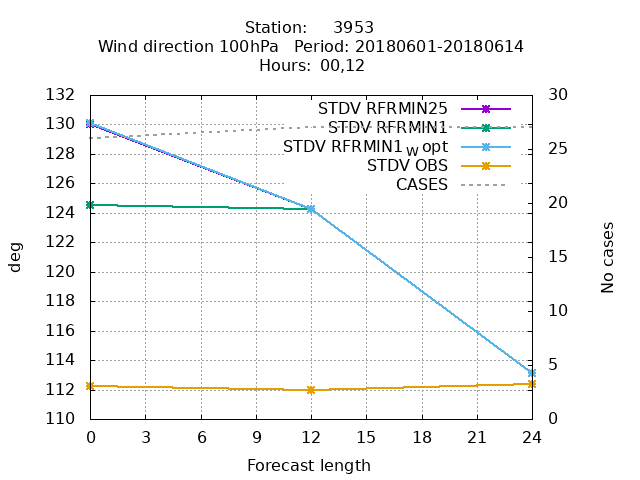 Station: 3953
Wind direction 100hPa Period: 20180601-20180614
Hours: 00,12
132
130
128
126
124
122
120
118
116
114
112
110
30
25
20
15
10
5
0
STDV RFRMIN25
STDV RFRMIN1
STDV RFRMIN1wopt
STDV OBS
CASES
deg
No cases
0 3 6 9 12 15 18 21 24
Forecast length